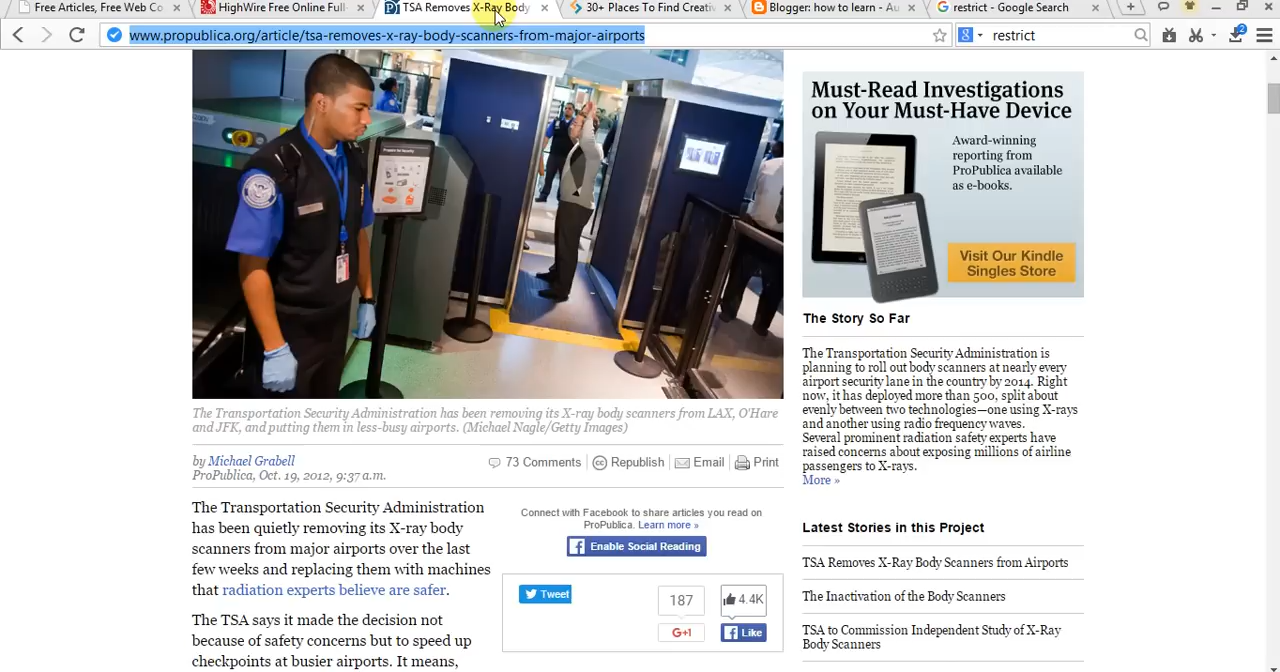 Free Articles, Free Web Co
HighWire Free Online Full-
TSA Removes X-Ray Body
30+ Places To Find Creativ
Blogger: how to learn - Au
restrict - Google Search
www.propublica.org/article/tsa-removes-x-ray-body-scanners-from-major-airports
restrict
2
Must-Read Investigations
on Your Must-Have Device
Award-winning
reporting from
ProPublica available
as e-books.
Visit Our Kindle
Singles Store
The Transportation Security Administration has been removing its X-ray body scanners from LAX, O'Hare
and JFK, and putting them in less-busy airports. (Michael Nagle/Getty Images)
by Michael Grabell
ProPublica, Oct. 19, 2012, 9:37 a.m.
73 Comments
Republish
Email
Print
The Transportation Security Administration
has been quietly removing its X-ray body
scanners from major airports over the last
few weeks and replacing them with machines
that radiation experts believe are safer.
The TSA says it made the decision not
because of safety concerns but to speed up
checkpoints at busier airports. It means,
Connect with Facebook to share articles you read on
ProPublica. Learn more »
Enable Social Reading
Tweet
187
G+1
4.4K
Like
The Story So Far
The Transportation Security Administration is
planning to roll out body scanners at nearly every
airport security lane in the country by 2014. Right
now, it has deployed more than 500, split about
evenly between two technologies—one using X-rays
and another using radio frequency waves.
Several prominent radiation safety experts have
raised concerns about exposing millions of airline
passengers to X-rays.
More »
Latest Stories in this Project
TSA Removes X-Ray Body Scanners from Airports
The Inactivation of the Body Scanners
TSA to Commission Independent Study of X-Ray
Body Scanners